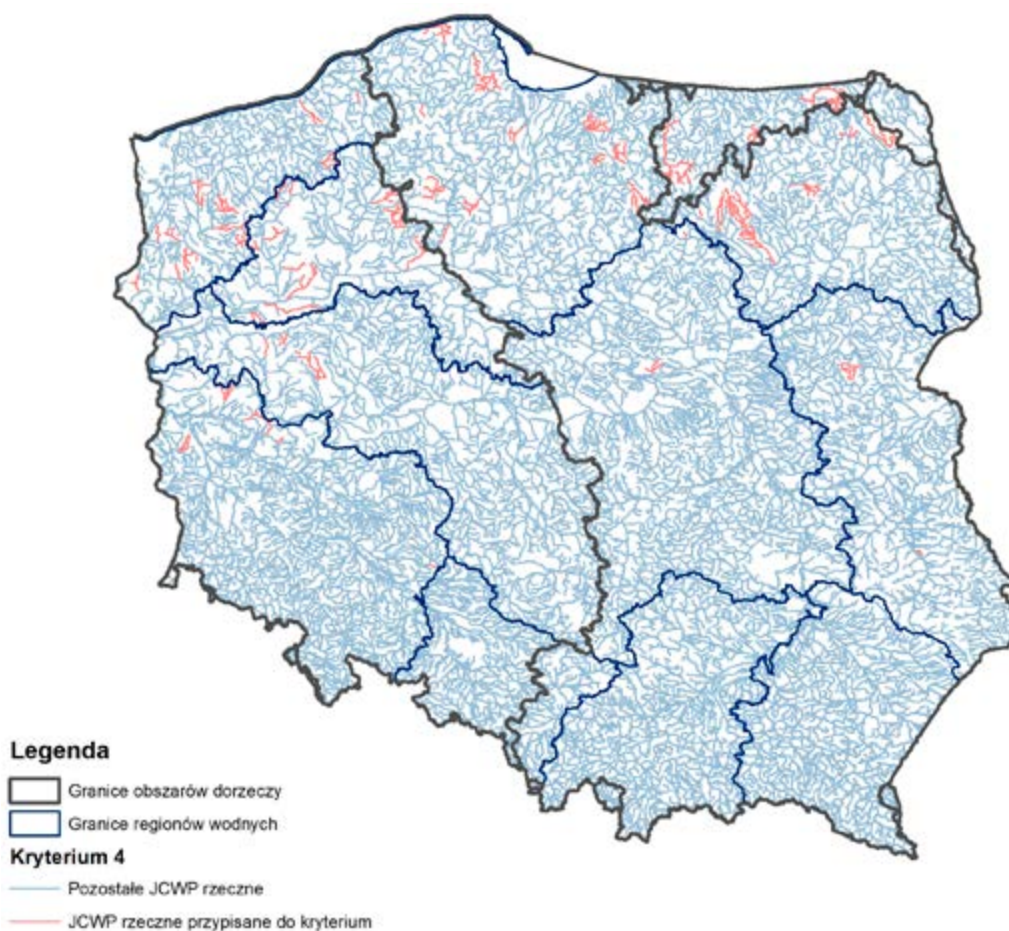 Legenda
Granice obszarów dorzeczy
Granice regionów wodnych
Kryterium 4
Pozostałe JCWP rzeczne
JCWP rzeczne przypisane do kryterium